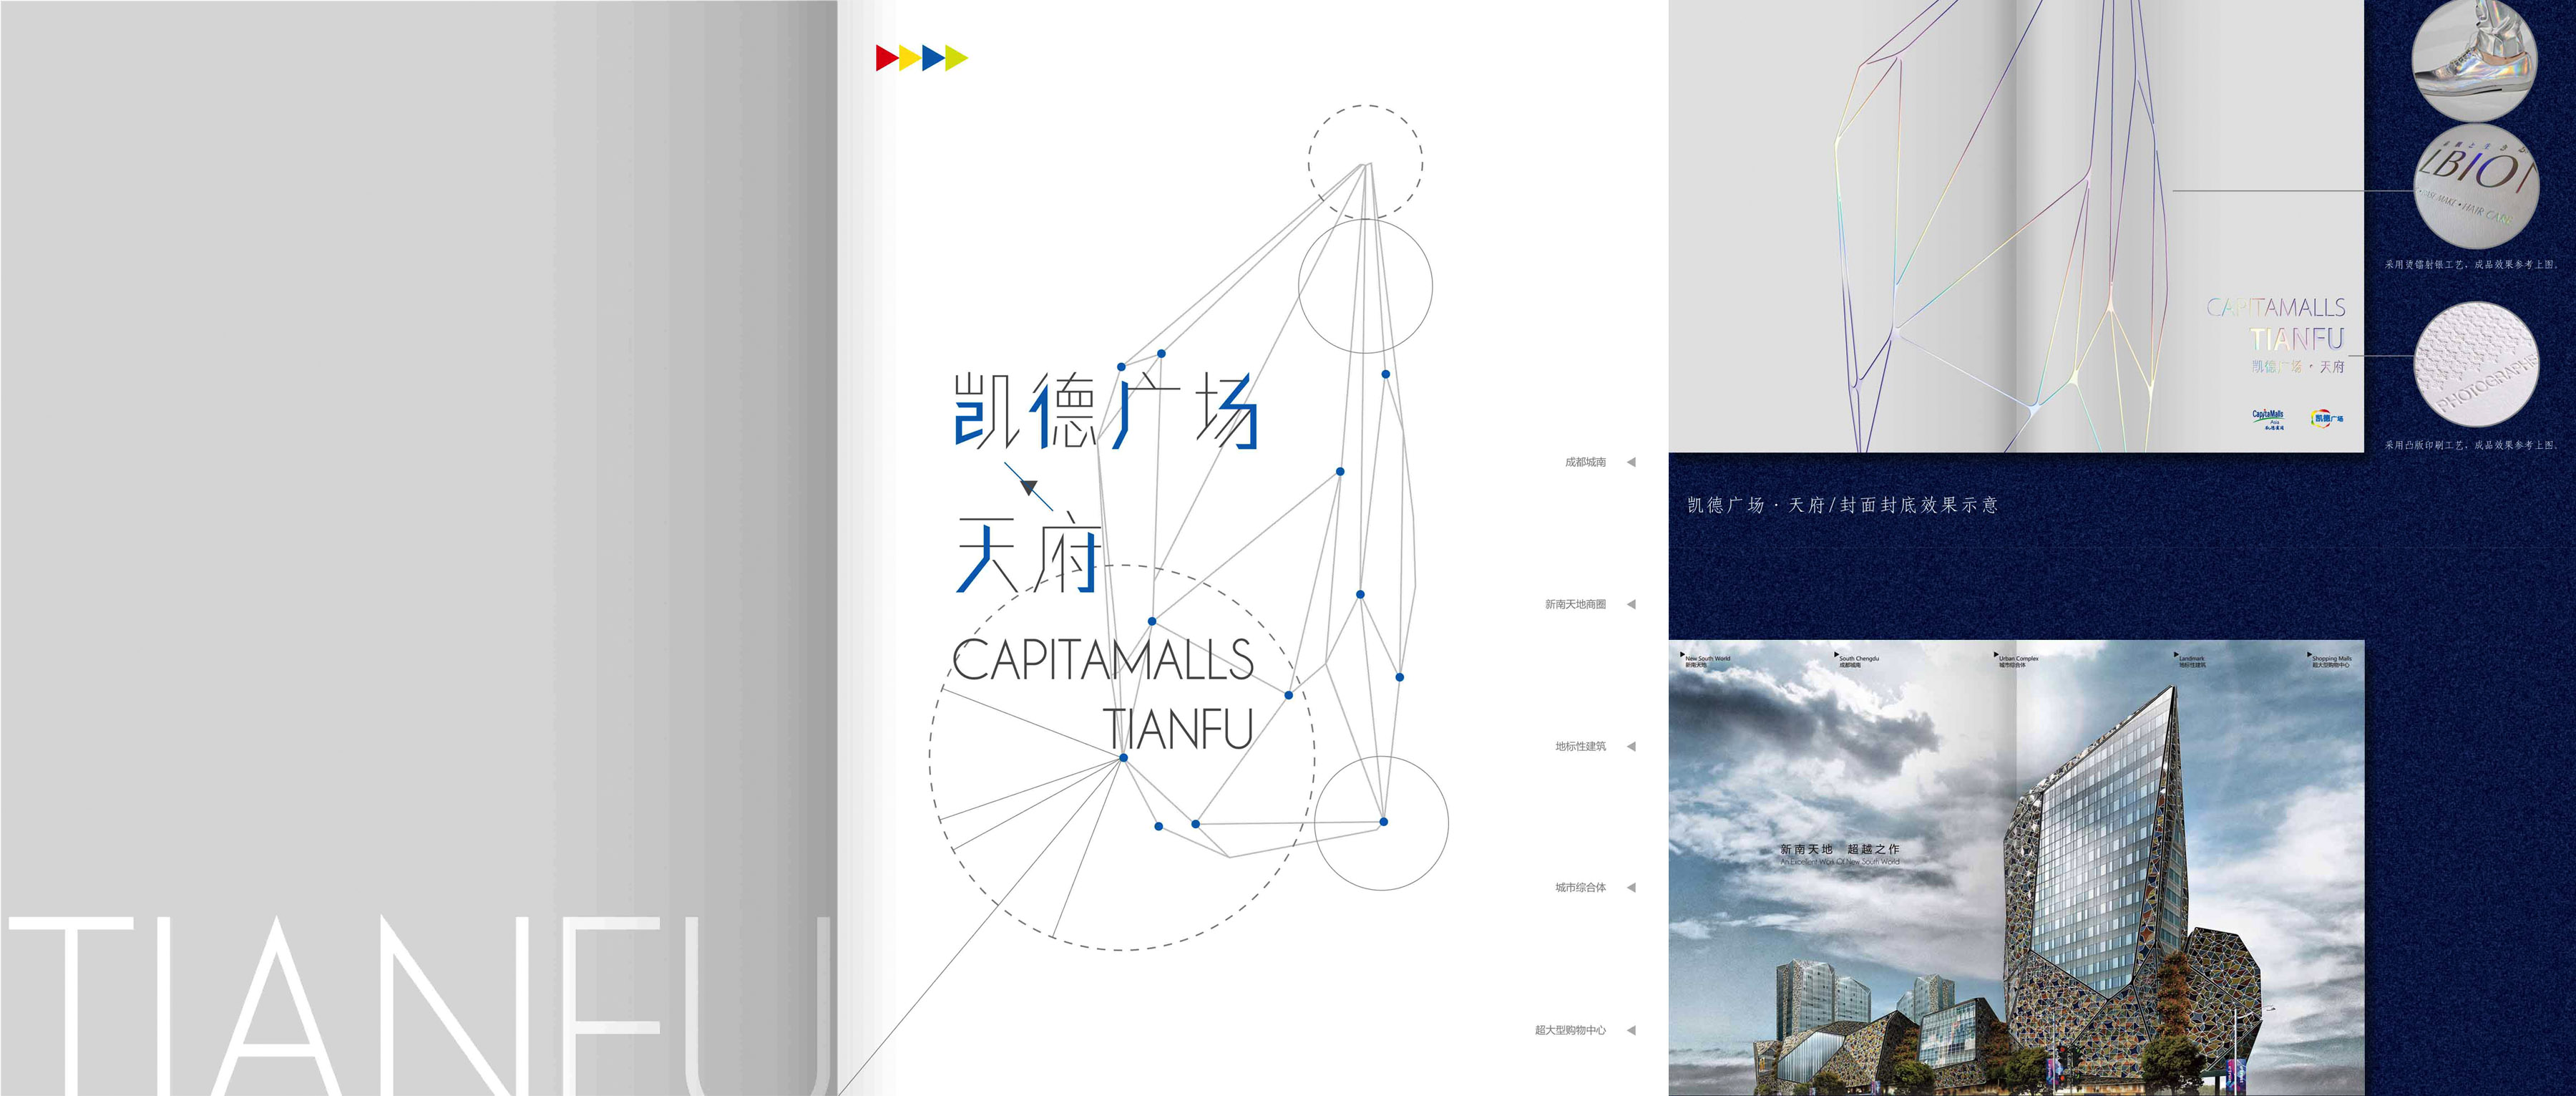 TIANFU
凯德广场
天府
CAPITAMALLS
TIANFU
成都城南
新南天地商圈
地标性建筑
城市综合体
超大型购物中心
CAPITAMALLS
TIANFU
凯德广场·天府
CapitaMalls
Asia
凯德广场
LBION
HAIR CARE
采用烫镭射银工艺，成品效果参考上图。
PHOTOGRAPHE
采用凸版印刷工艺，成品效果参考上图。
凯德广场·天府/封面封底效果示意
New South World
新南天地
South Chengdu
成都城南
Urban Complex
城市综合体
Landmark
地标性建筑
Shopping Malls
超大型购物中心
新南天地 超越之作
An Excellent Work Of New South World